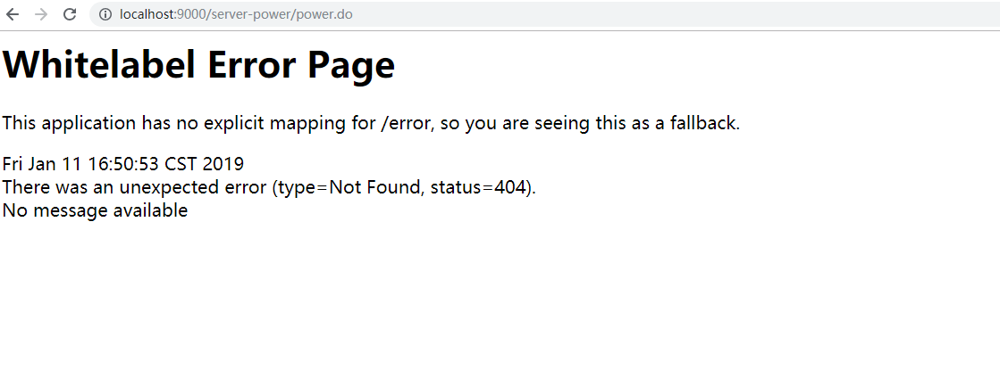 localhost:9000/server-power/power.do
Whitelabel Error Page
This application has no explicit mapping for /error, so you are seeing this as a fallback.
Fri Jan 11 16:50:53 CST 2019
There was an unexpected error (type=Not Found, status=404).
No message available